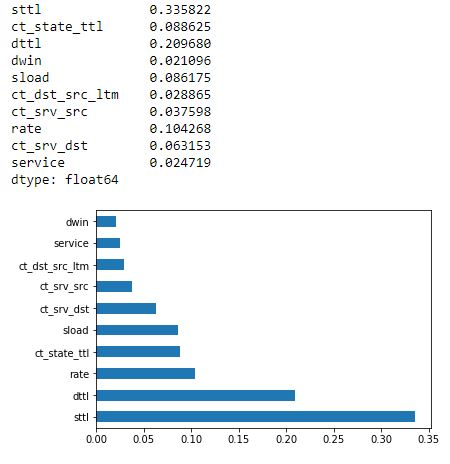 sttl 0.335822
ct_state_ttl 0.088625
dttl 0.209680
dwin 0.021096
sload 0.086175
ct_dst_src_ltm 0.028865
ct_srv_src 0.037598
rate 0.104268
ct_srv_dst 0.063153
service 0.024719
dtype: float64
dwin
service
ct_dst_src_ltm
ct_srv_src
ct_srv_dst
sload
ct_state_ttl
rate
dttl
sttl
0.00 0.05 0.10 0.15 0.20 0.25 0.30 0.35